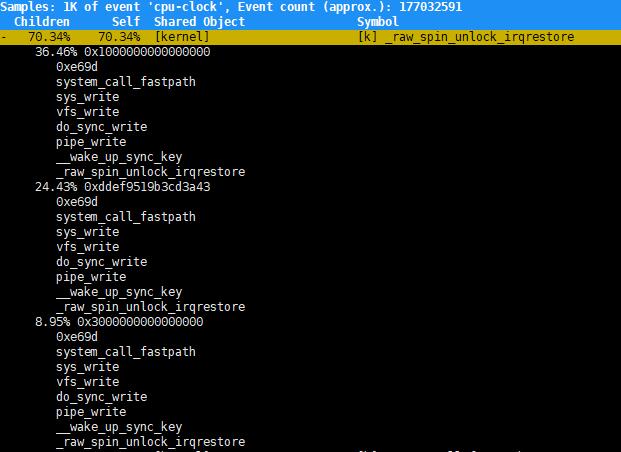 Samples: 1K of event 'cpu-clock', Event count (approx.): 177032591
Children Self Shared Object Symbol
- 70.34% 70.34% [kernel] [k] _raw_spin_unlock_irqrestore
36.46% 0x1000000000000000
0xe69d
system_call_fastpath
sys_write
vfs_write
do_sync_write
pipe_write
__wake_up_sync_key
_raw_spin_unlock_irqrestore
24.43% 0xddef9519b3cd3a43
0xe69d
system_call_fastpath
sys_write
vfs_write
do_sync_write
pipe_write
__wake_up_sync_key
_raw_spin_unlock_irqrestore
8.95% 0x3000000000000000
0xe69d
system_call_fastpath
sys_write
vfs_write
do_sync_write
pipe_write
__wake_up_sync_key
_raw_spin_unlock_irqrestore